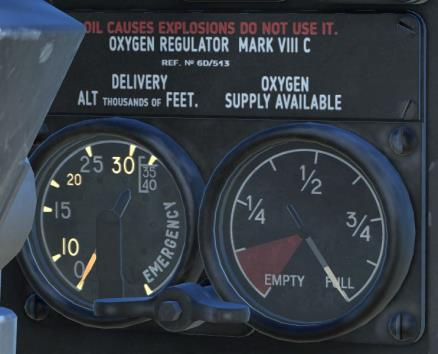 OIL CAUSES EXPLOSIONS DO NOT USE IT.
OXYGEN REGULATOR MARK VIII C
REF. Nº 6D/513
DELIVERY
ALT THOUSANDS OF FEET.
OXYGEN
SUPPLY AVAILABLE
0
10
15
20
25
30
35
40
EMERGENCY
1/4
1/2
3/4
EMPTY
FULL